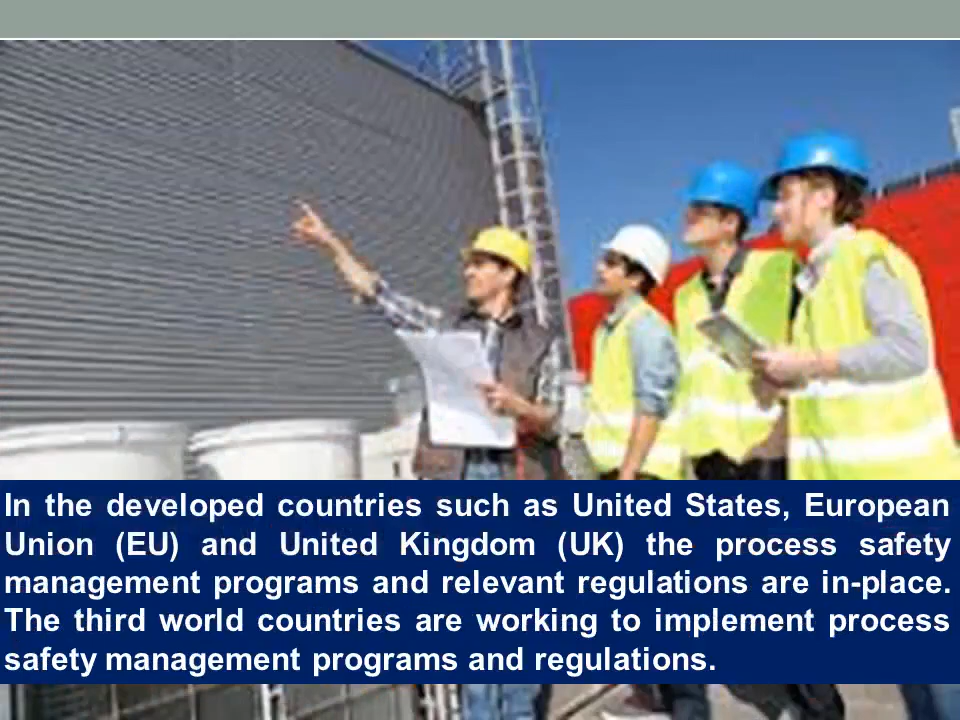 In the developed countries such as United States, European
Union (EU) and United Kingdom (UK) the process safety
management programs and relevant regulations are in-place.
The third world countries are working to implement process
safety management programs and regulations.